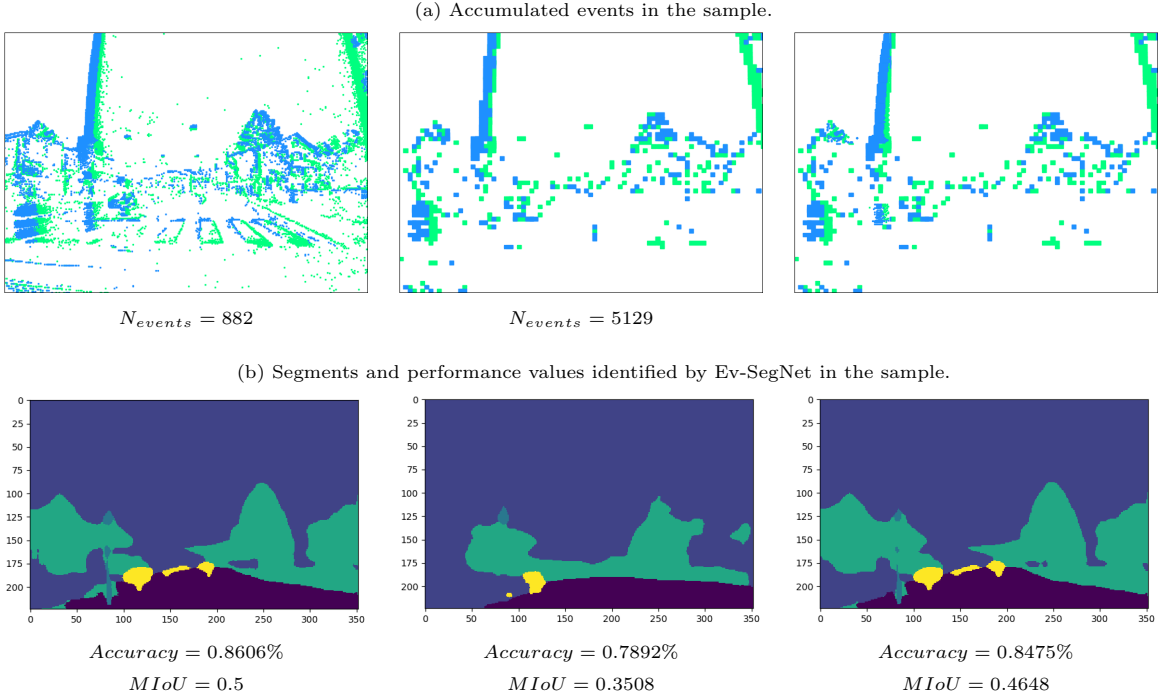 (a) Accumulated events in the sample.
N_events = 882 N_events = 5129
(b) Segments and performance values identified by Ev-SegNet in the sample.
0 0 0
25 25 25
50 50 50
75 75 75
100 100 100
125 125 125
150 150 150
175 175 175
200 200 200
0 50 100 150 200 250 300 350 0 50 100 150 200 250 300 350 0 50 100 150 200 250 300 350
Accuracy = 0.8606% Accuracy = 0.7892% Accuracy = 0.8475%
MIoU = 0.5 MIoU = 0.3508 MIoU = 0.4648